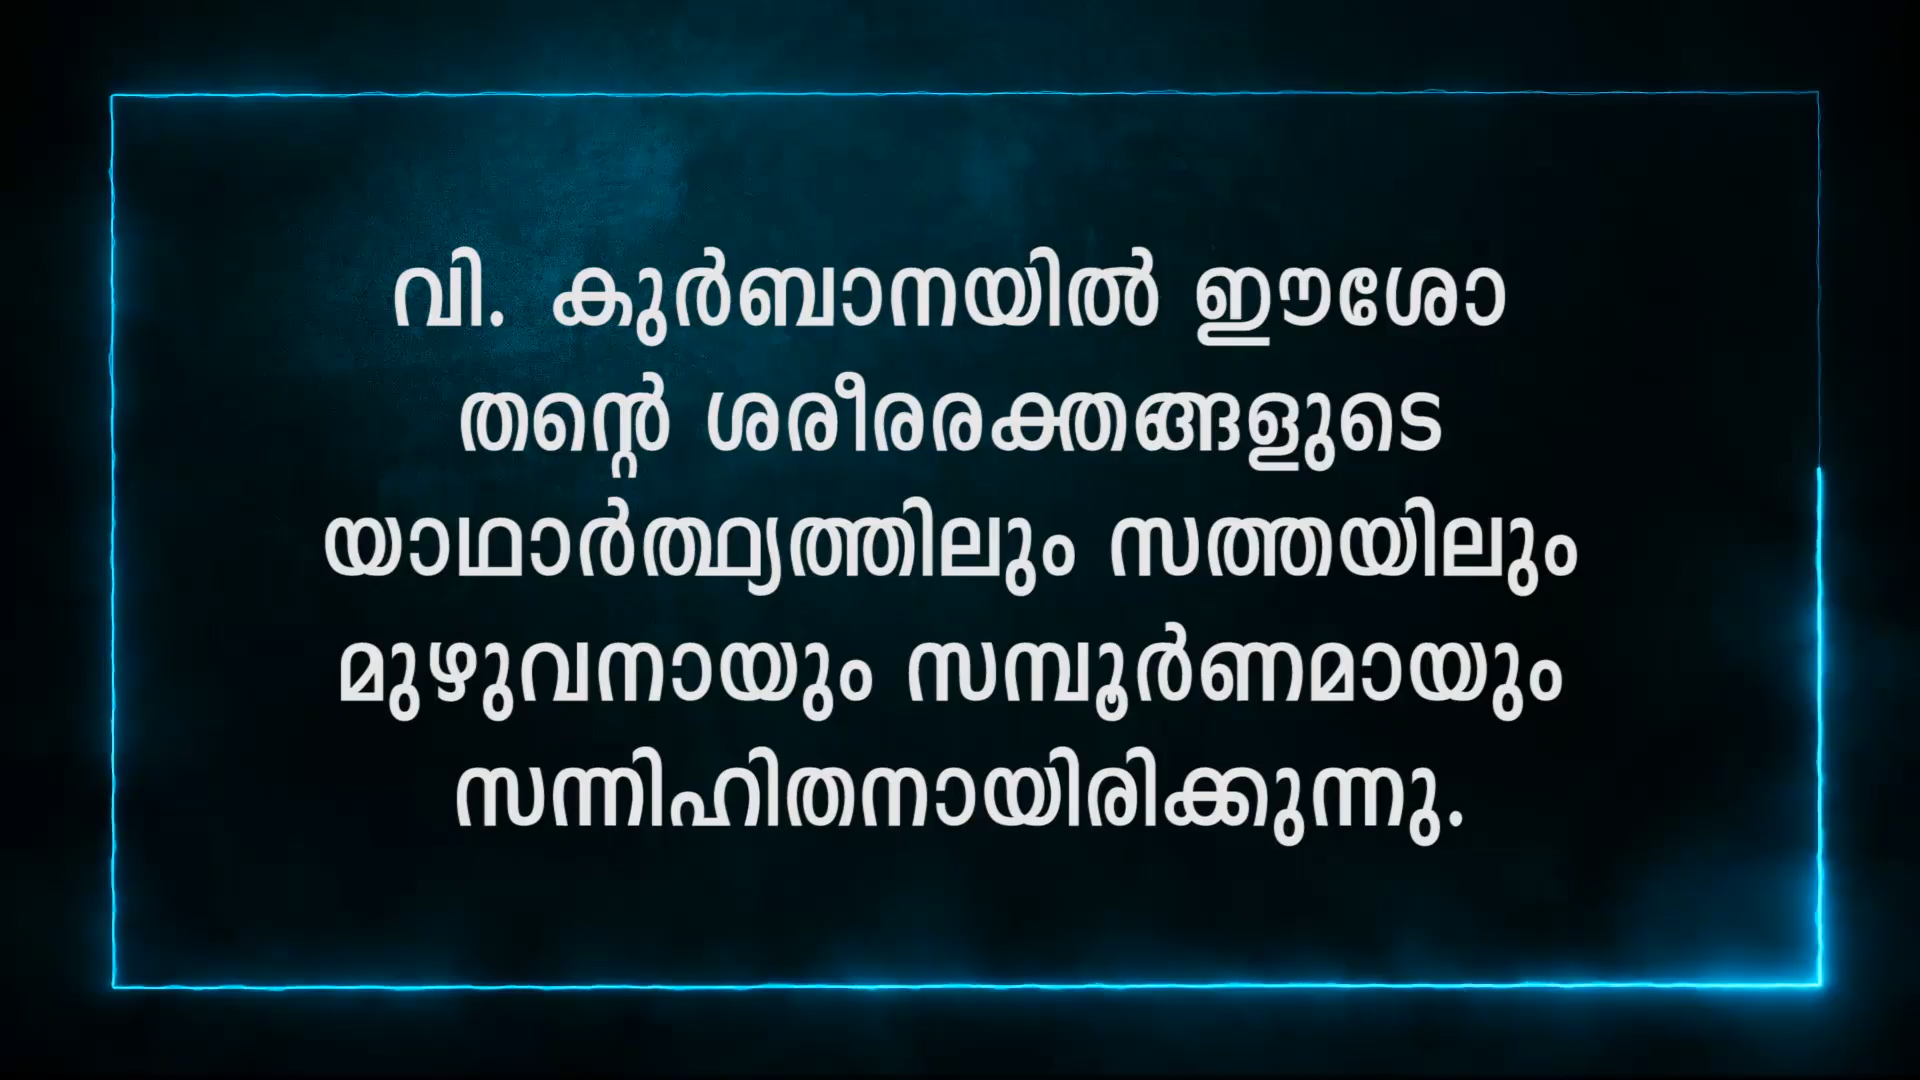 വി. കുർബാനയിൽ ഈശോ
തന്റെ ശരീരരക്തങ്ങളുടെ
യാഥാർത്ഥ്യത്തിലും സത്തയിലും
മുഴുവനായും സമ്പൂർണമായും
സന്നിഹിതനായിരിക്കുന്നു.